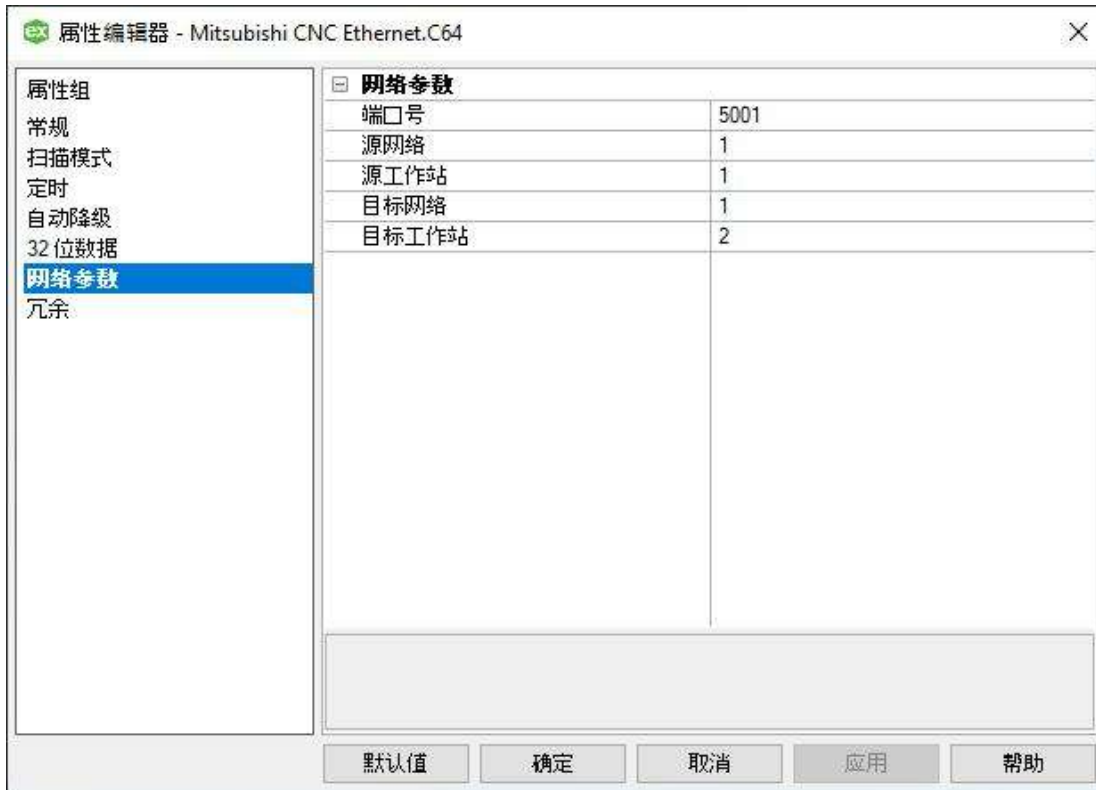 属性编辑器 - Mitsubishi CNC Ethernet.C64
属性组
常规
扫描模式
定时
自动降级
32 位数据
网络参数
冗余
网络参数
端口号 5001
源网络 1
源工作站 1
目标网络 1
目标工作站 2
默认值 确定 取消 应用 帮助